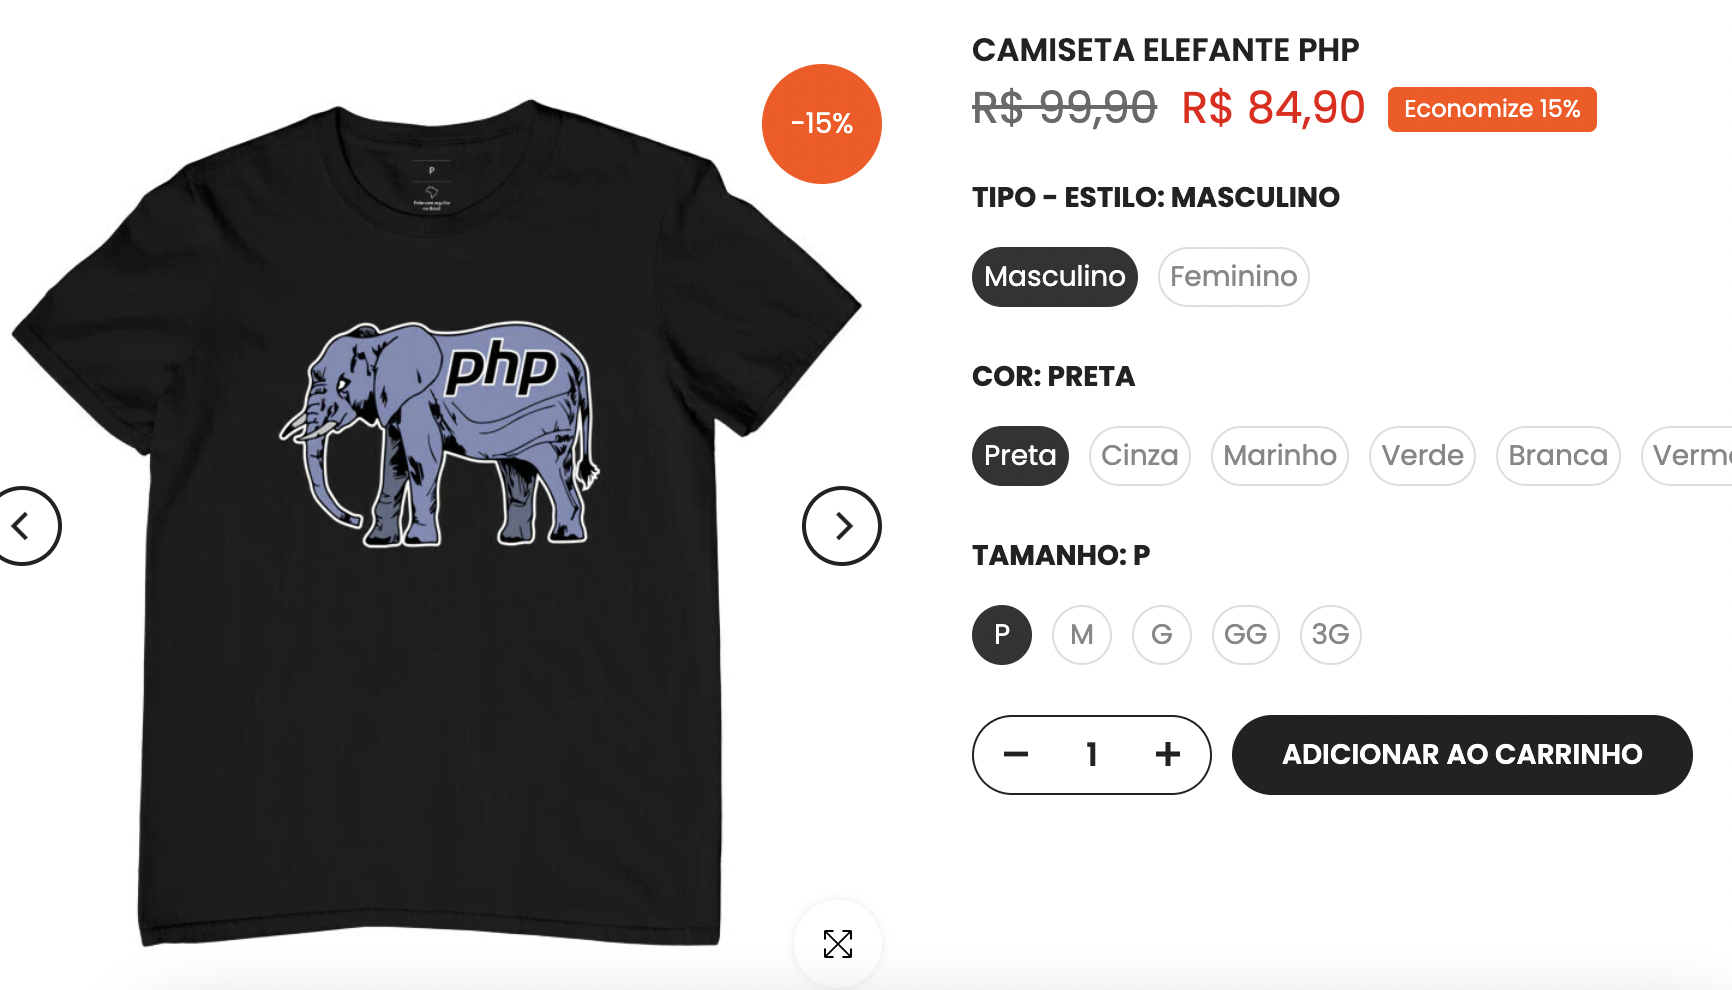 -15%
P
php
CAMISETA ELEFANTE PHP
R$ 99,90 R$ 84,90 Economize 15%
TIPO - ESTILO: MASCULINO
Masculino Feminino
COR: PRETA
Preta Cinza Marinho Verde Branca Verm
TAMANHO: P
P M G GG 3G
1 ADICIONAR AO CARRINHO